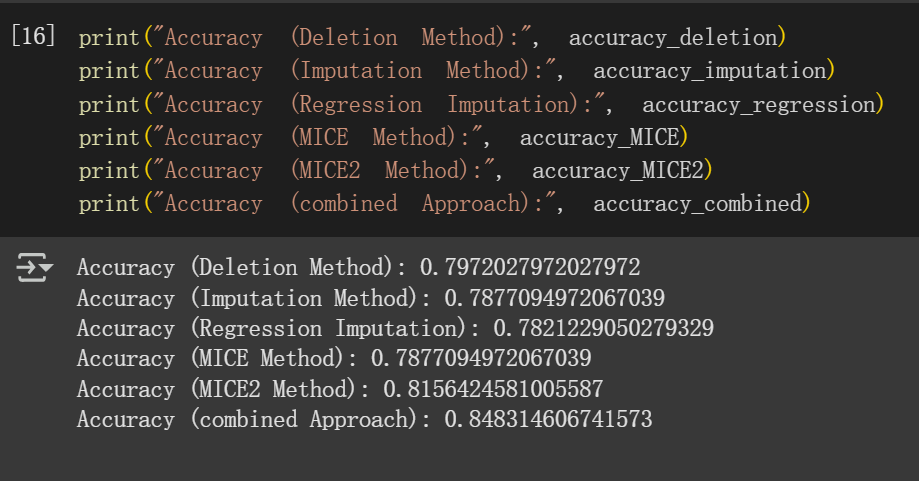 [16] print("Accuracy (Deletion Method):", accuracy_deletion)
print("Accuracy (Imputation Method):", accuracy_imputation)
print("Accuracy (Regression Imputation):", accuracy_regression)
print("Accuracy (MICE Method):", accuracy_MICE)
print("Accuracy (MICE2 Method):", accuracy_MICE2)
print("Accuracy (combined Approach):", accuracy_combined)
Accuracy (Deletion Method): 0.7972027972027972
Accuracy (Imputation Method): 0.7877094972067039
Accuracy (Regression Imputation): 0.7821229050279329
Accuracy (MICE Method): 0.7877094972067039
Accuracy (MICE2 Method): 0.8156424581005587
Accuracy (combined Approach): 0.848314606741573